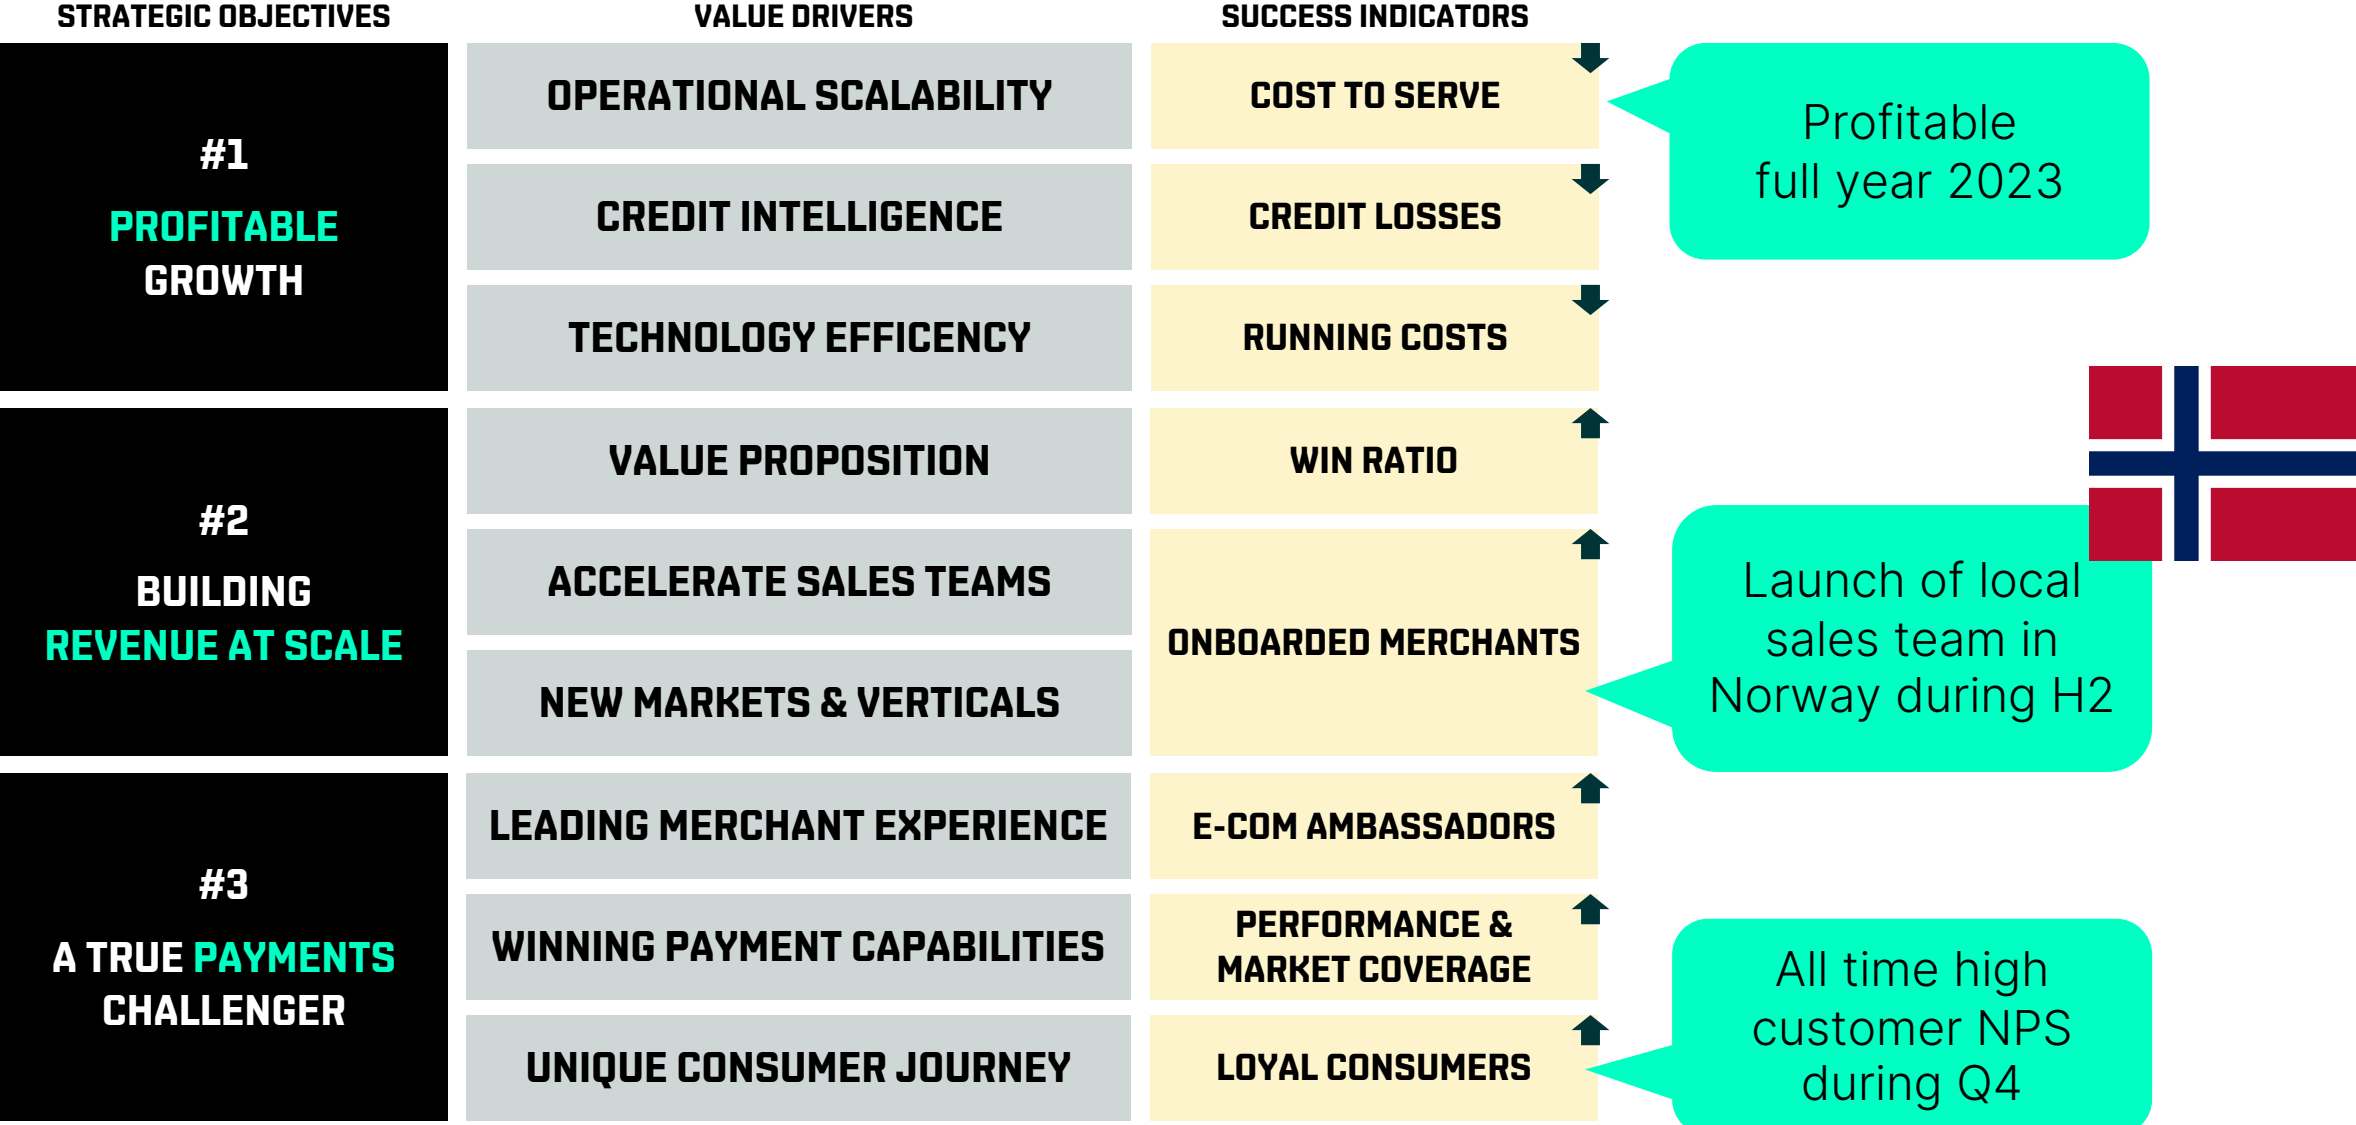 STRATEGIC OBJECTIVES
VALUE DRIVERS
SUCCESS INDICATORS
#1
PROFITABLE
GROWTH
OPERATIONAL SCALABILITY
COST TO SERVE
CREDIT INTELLIGENCE
CREDIT LOSSES
TECHNOLOGY EFFICENCY
RUNNING COSTS
Profitable
full year 2023
#2
BUILDING
REVENUE AT SCALE
VALUE PROPOSITION
WIN RATIO
ACCELERATE SALES TEAMS
NEW MARKETS & VERTICALS
ONBOARDED MERCHANTS
Launch of local
sales team in
Norway during H2
#3
A TRUE PAYMENTS
CHALLENGER
LEADING MERCHANT EXPERIENCE
E-COM AMBASSADORS
WINNING PAYMENT CAPABILITIES
PERFORMANCE &
MARKET COVERAGE
UNIQUE CONSUMER JOURNEY
LOYAL CONSUMERS
All time high
customer NPS
during Q4